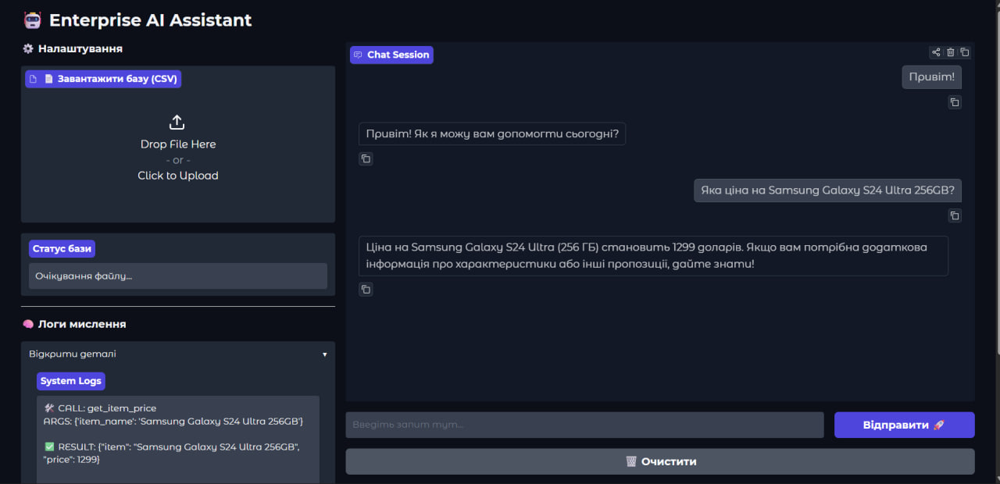 Enterprise AI Assistant
Налаштування
Завантажити базу (CSV)
Drop File Here
- or -
Click to Upload
Статус бази
Очікування файлу...
Логи мислення
Відкрити деталі
System Logs
CALL: get_item_price
ARGS: {'item_name': 'Samsung Galaxy S24 Ultra 256GB'}
RESULT: {"item": "Samsung Galaxy S24 Ultra 256GB",
"price": 1299}
Chat Session
Привіт!
Привіт! Як я можу вам допомогти сьогодні?
Яка ціна на Samsung Galaxy S24 Ultra 256GB?
Ціна на Samsung Galaxy S24 Ultra (256 ГБ) становить 1299 доларів. Якщо вам потрібна додаткова
інформація про характеристики або інші пропозиції, дайте знати!
Введіть запит тут...
Відправити
Очистити